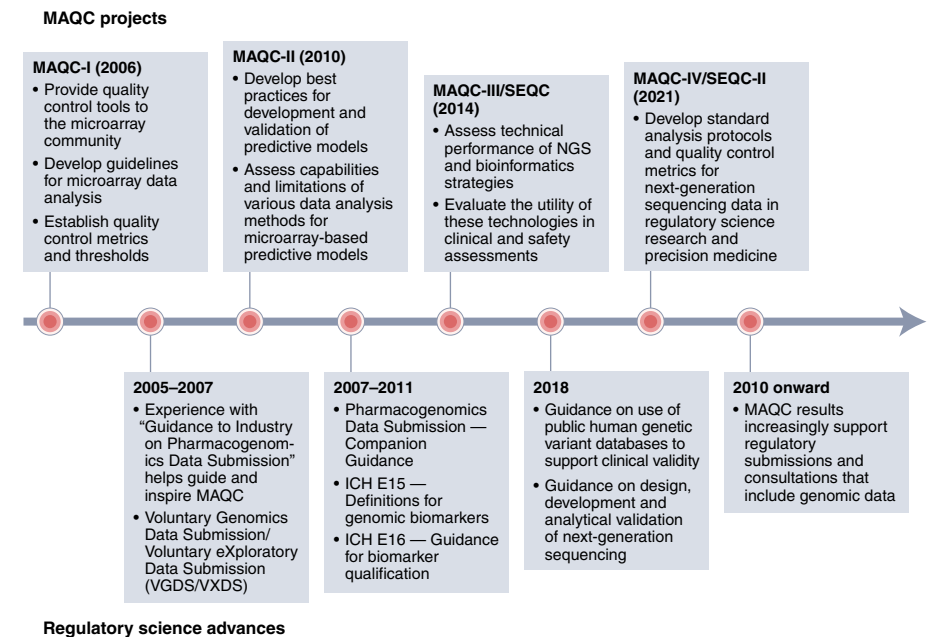 MAQC projects
MAQC-I (2006)
• Provide quality
control tools to
the microarray
community
• Develop guidelines
for microarray data
analysis
• Establish quality
control metrics
and thresholds
MAQC-II (2010)
• Develop best
practices for
development and
validation of
predictive models
• Assess capabilities
and limitations of
various data analysis
methods for
microarray-based
predictive models
MAQC-III/SEQC
(2014)
• Assess technical
performance of NGS
and bioinformatics
strategies
• Evaluate the utility of
these technologies in
clinical and safety
assessments
MAQC-IV/SEQC-II
(2021)
• Develop standard
analysis protocols
and quality control
metrics for
next-generation
sequencing data in
regulatory science
research and
precision medicine
2005–2007
• Experience with
“Guidance to Industry
on Pharmacogenom-
ics Data Submission”
helps guide and
inspire MAQC
• Voluntary Genomics
Data Submission/
Voluntary eXploratory
Data Submission
(VGDS/VXDS)
2007–2011
• Pharmacogenomics
Data Submission —
Companion
Guidance
• ICH E15 —
Definitions for
genomic biomarkers
• ICH E16 — Guidance
for biomarker
qualification
2018
• Guidance on use of
public human genetic
variant databases to
support clinical validity
• Guidance on design,
development and
analytical validation
of next-generation
sequencing
2010 onward
• MAQC results
increasingly support
regulatory
submissions and
consultations that
include genomic data
Regulatory science advances